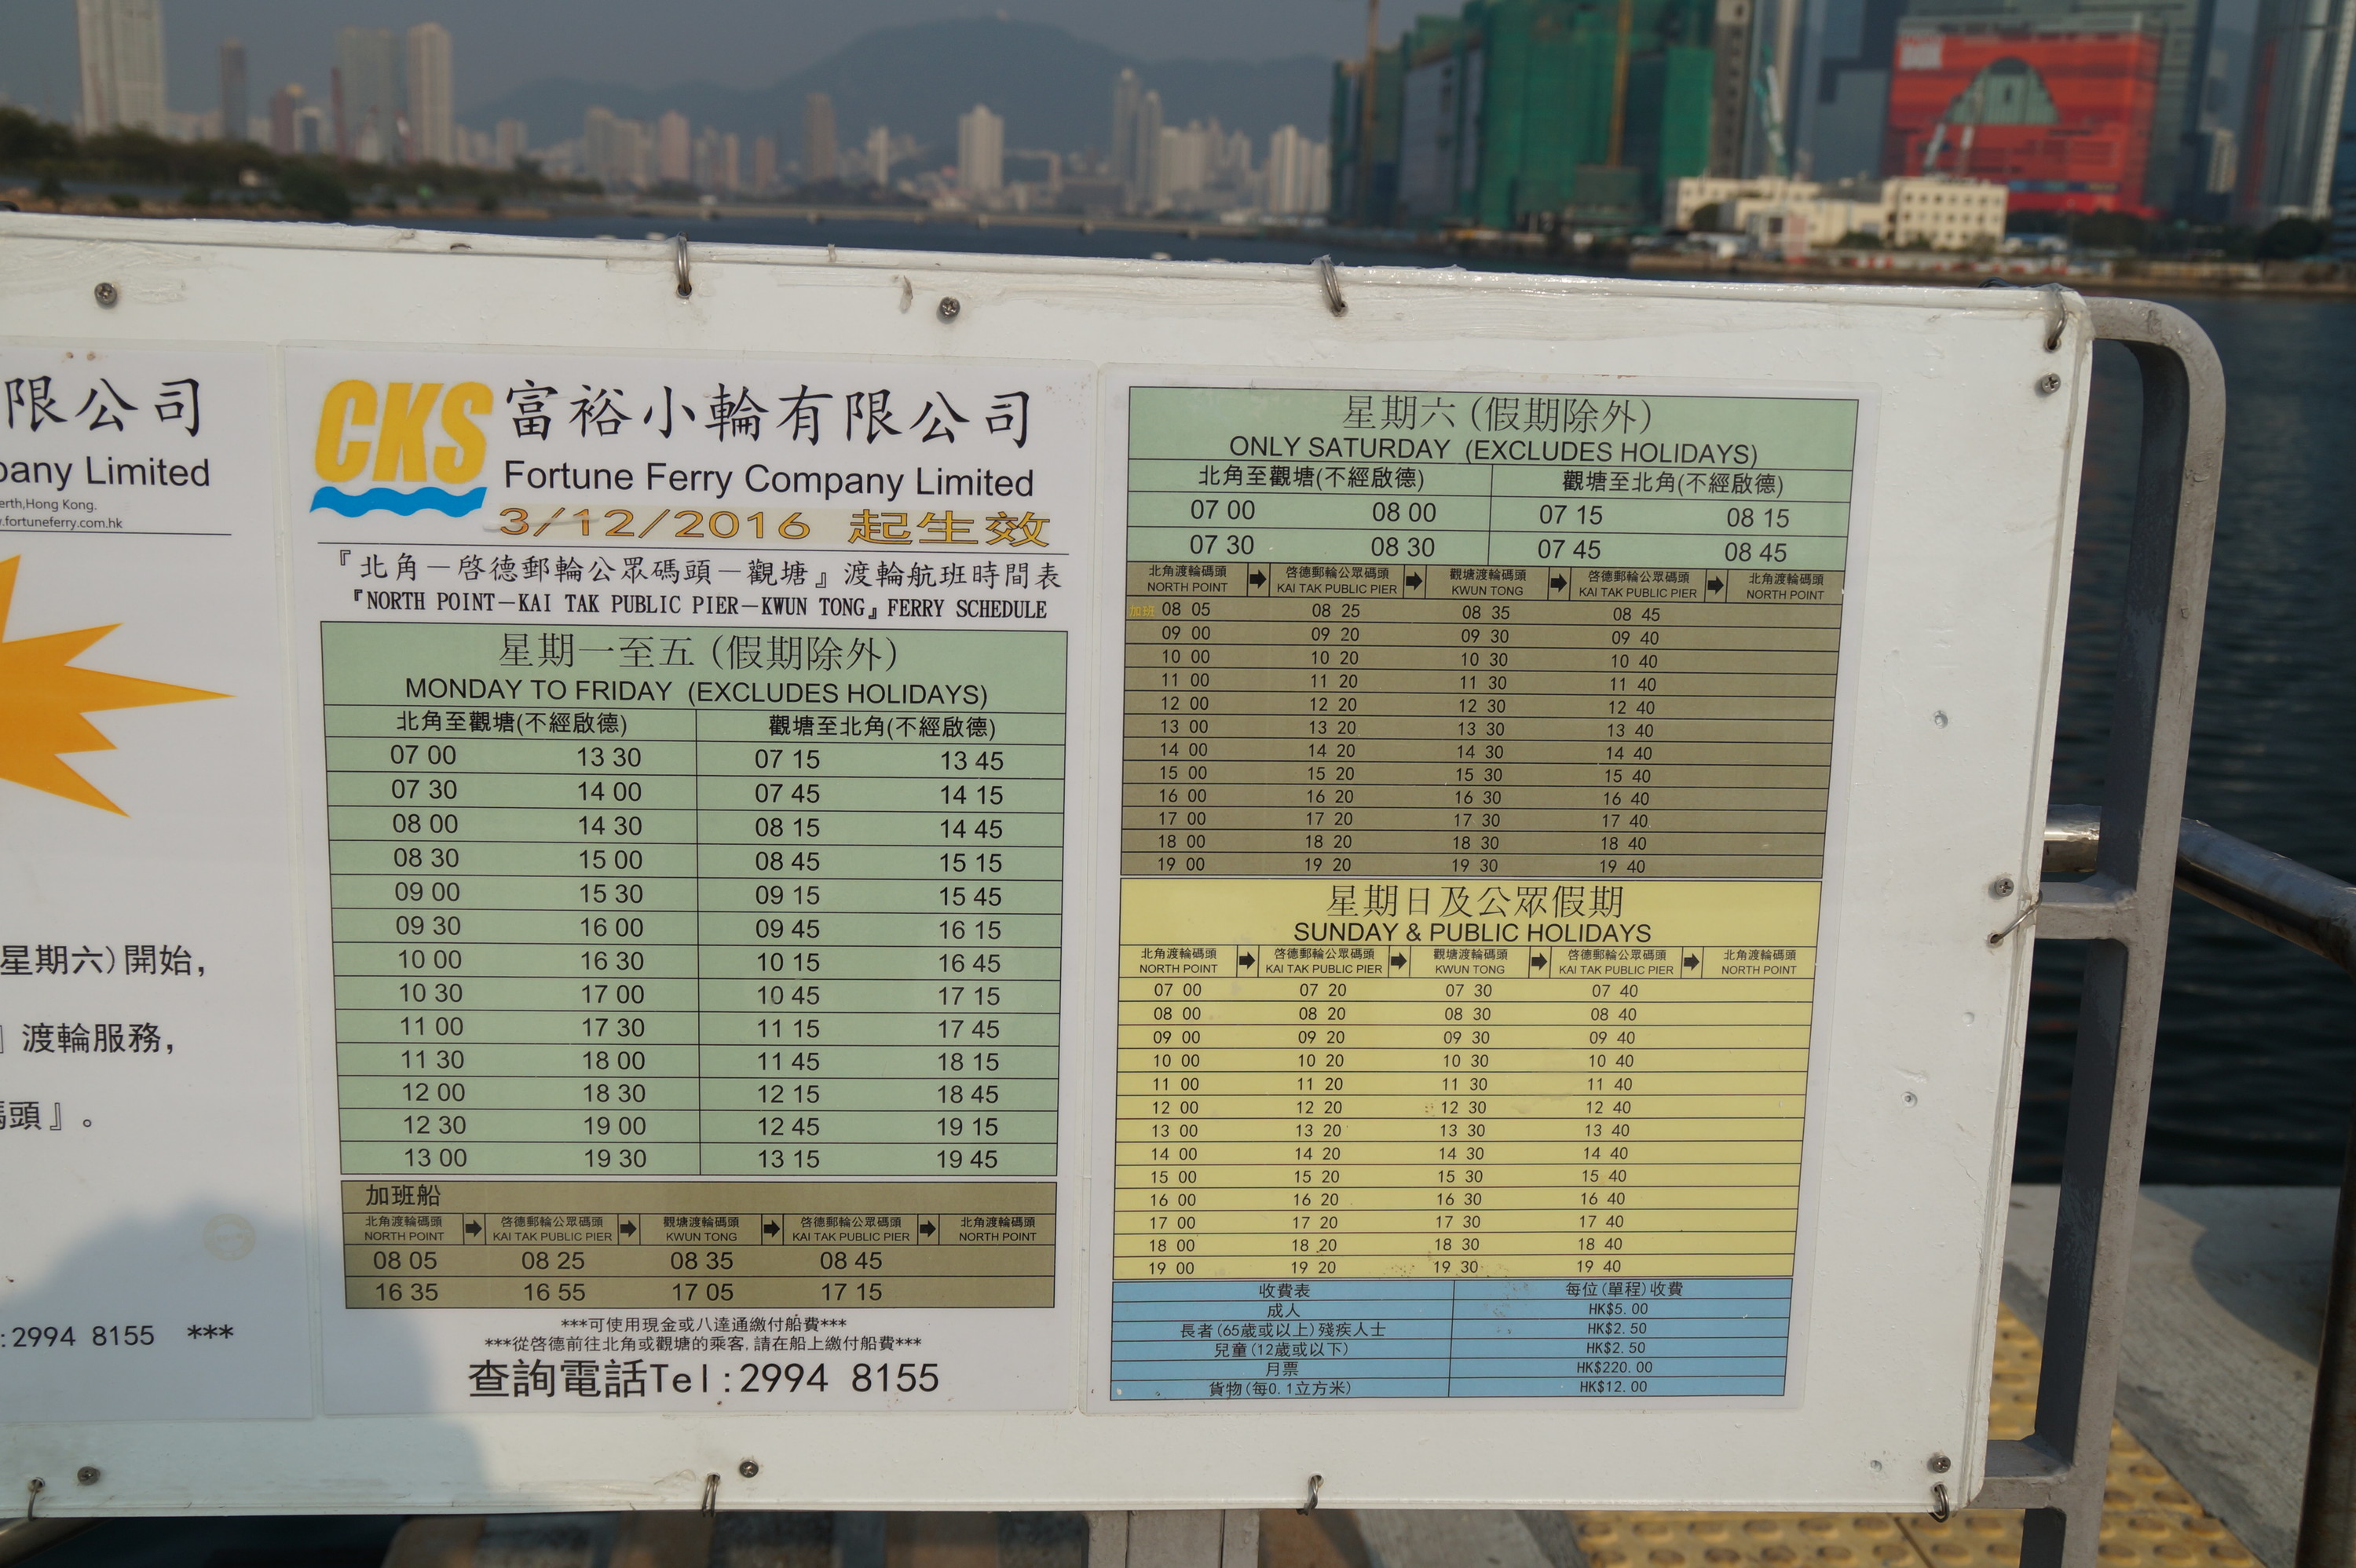 限公司
pany Limited
erth,Hong Kong.
.fortuneferry.com.hk
星期六)開始,
』渡輪服務,
碼頭』。
:2994 8155 ***
CKS 富裕小輪有限公司
Fortune Ferry Company Limited
3/12/2016 起生效
『北角－啓德郵輪公眾碼頭－觀塘』渡輪航班時間表
『NORTH POINT－KAI TAK PUBLIC PIER－KWUN TONG』FERRY SCHEDULE
星期一至五 (假期除外)
MONDAY TO FRIDAY (EXCLUDES HOLIDAYS)
北角至觀塘(不經啟德) 觀塘至北角(不經啟德)
07 00 13 30 07 15 13 45
07 30 14 00 07 45 14 15
08 00 14 30 08 15 14 45
08 30 15 00 08 45 15 15
09 00 15 30 09 15 15 45
09 30 16 00 09 45 16 15
10 00 16 30 10 15 16 45
10 30 17 00 10 45 17 15
11 00 17 30 11 15 17 45
11 30 18 00 11 45 18 15
12 00 18 30 12 15 18 45
12 30 19 00 12 45 19 15
13 00 19 30 13 15 19 45
加班船
北角渡輪碼頭 啓德郵輪公眾碼頭 觀塘渡輪碼頭 啓德郵輪公眾碼頭 北角渡輪碼頭
NORTH POINT KAI TAK PUBLIC PIER KWUN TONG KAI TAK PUBLIC PIER NORTH POINT
08 05 08 25 08 35 08 45
16 35 16 55 17 05 17 15
***可使用現金或八達通繳付船費***
***從啓德前往北角或觀塘的乘客,請在船上繳付船費***
查詢電話Tel:2994 8155
星期六 (假期除外)
ONLY SATURDAY (EXCLUDES HOLIDAYS)
北角至觀塘(不經啟德) 觀塘至北角(不經啟德)
07 00 08 00 07 15 08 15
07 30 08 30 07 45 08 45
北角渡輪碼頭 啓德郵輪公眾碼頭 觀塘渡輪碼頭 啓德郵輪公眾碼頭 北角渡輪碼頭
NORTH POINT KAI TAK PUBLIC PIER KWUN TONG KAI TAK PUBLIC PIER NORTH POINT
加班 08 05 08 25 08 35 08 45
09 00 09 20 09 30 09 40
10 00 10 20 10 30 10 40
11 00 11 20 11 30 11 40
12 00 12 20 12 30 12 40
13 00 13 20 13 30 13 40
14 00 14 20 14 30 14 40
15 00 15 20 15 30 15 40
16 00 16 20 16 30 16 40
17 00 17 20 17 30 17 40
18 00 18 20 18 30 18 40
19 00 19 20 19 30 19 40
星期日及公眾假期
SUNDAY & PUBLIC HOLIDAYS
北角渡輪碼頭 啓德郵輪公眾碼頭 觀塘渡輪碼頭 啓德郵輪公眾碼頭 北角渡輪碼頭
NORTH POINT KAI TAK PUBLIC PIER KWUN TONG KAI TAK PUBLIC PIER NORTH POINT
07 00 07 20 07 30 07 40
08 00 08 20 08 30 08 40
09 00 09 20 09 30 09 40
10 00 10 20 10 30 10 40
11 00 11 20 11 30 11 40
12 00 12 20 12 30 12 40
13 00 13 20 13 30 13 40
14 00 14 20 14 30 14 40
15 00 15 20 15 30 15 40
16 00 16 20 16 30 16 40
17 00 17 20 17 30 17 40
18 00 18 20 18 30 18 40
19 00 19 20 19 30 19 40
收費表 每位(單程)收費
成人 HK$5.00
長者(65歲或以上)殘疾人士 HK$2.50
兒童(12歲或以下) HK$2.50
月票 HK$220.00
貨物(每0.1立方米) HK$12.00